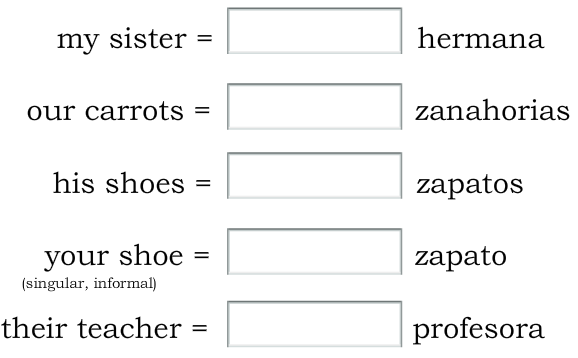 my sister = hermana
our carrots = zanahorias
his shoes = zapatos
your shoe = zapato
(singular, informal)
their teacher = profesora